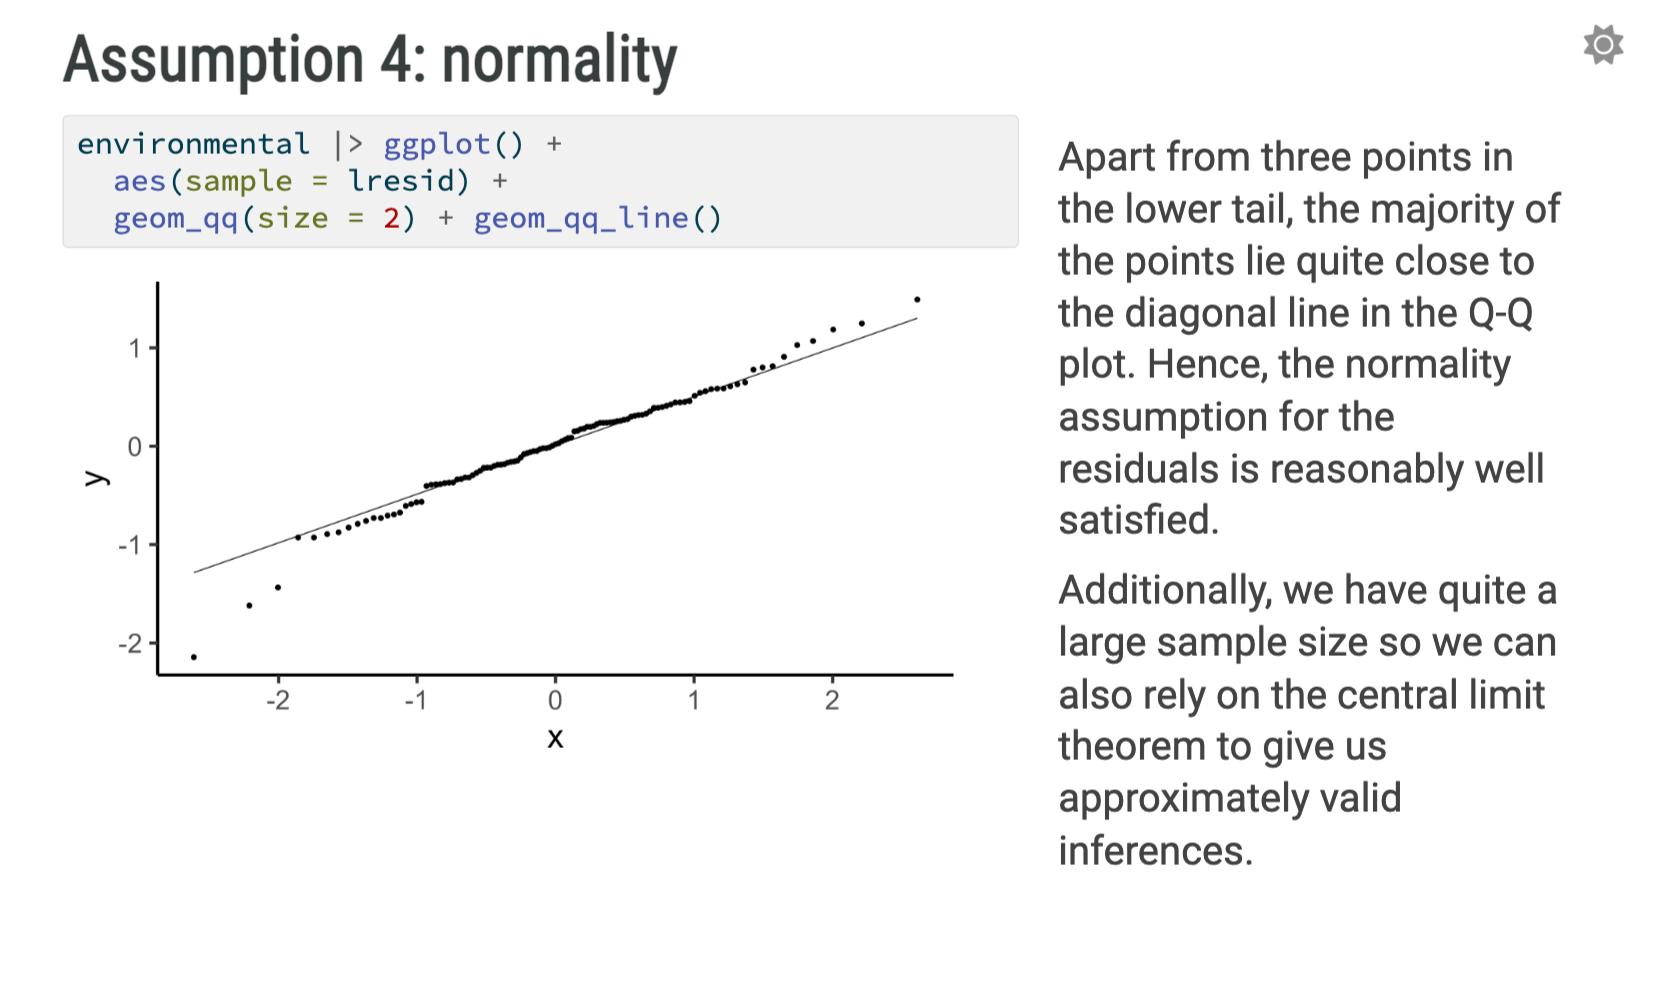 Assumption 4: normality
environmental |> ggplot() +
  aes(sample = lresid) +
  geom_qq(size = 2) + geom_qq_line()
Apart from three points in
the lower tail, the majority of
the points lie quite close to
the diagonal line in the Q-Q
plot. Hence, the normality
assumption for the
residuals is reasonably well
satisfied.
Additionally, we have quite a
large sample size so we can
also rely on the central limit
theorem to give us
approximately valid
inferences.
1
0
-1
-2
y
-2 -1 0 1 2
x